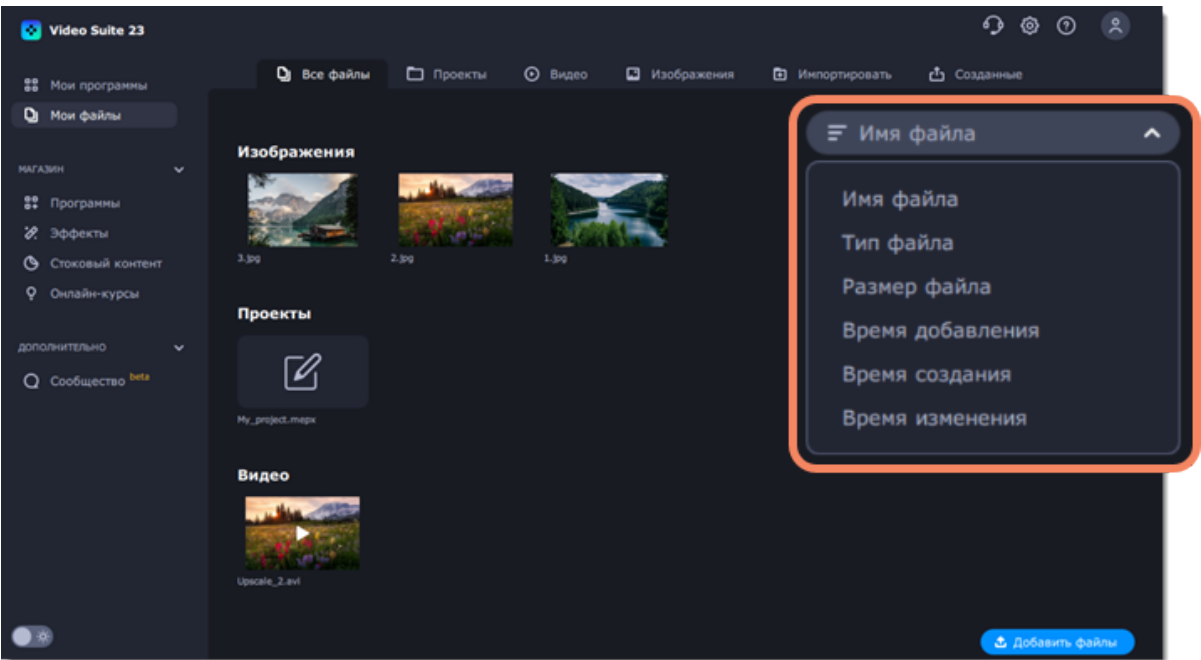 Video Suite 23
Мои программы
Мои файлы
МАГАЗИН
Программы
Эффекты
Стоковый контент
Онлайн-курсы
ДОПОЛНИТЕЛЬНО
Сообщество beta
Все файлы
Проекты
Видео
Изображения
Импортировать
Созданные
Изображения
3.jpg
2.jpg
1.jpg
Проекты
My_project.mepx
Видео
Upscale_2.avi
Имя файла
Имя файла
Тип файла
Размер файла
Время добавления
Время создания
Время изменения
Добавить файлы